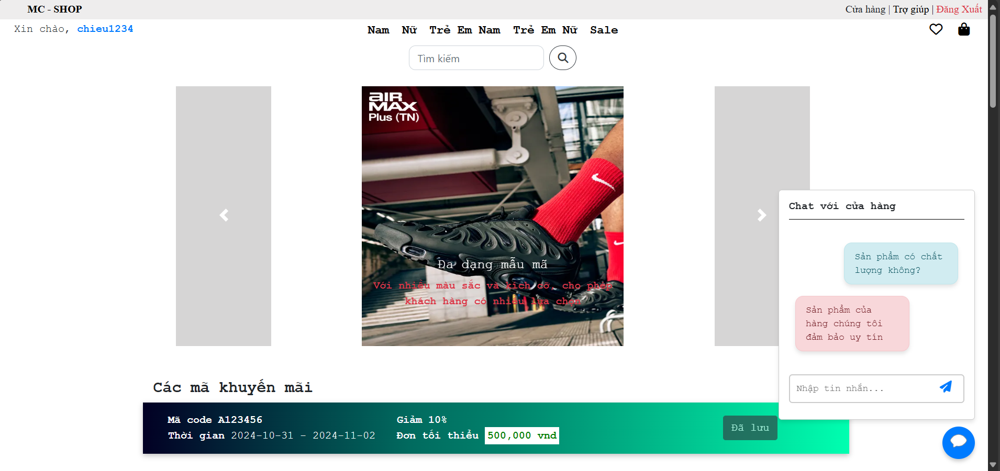 MC - SHOP
Cửa hàng | Trợ giúp | Đăng Xuất
Xin chào, chieu1234
Nam Nữ Trẻ Em Nam Trẻ Em Nữ Sale
Tìm kiếm
AIR
MAX
Plus (TN)
Đa dạng mẫu mã
Với nhiều màu sắc và kích cỡ, cho phép
khách hàng có nhiều lựa chọn
Chat với cửa hàng
Sản phẩm có chất
lượng không?
Sản phẩm của
hàng chúng tôi
đảm bảo uy tín
Nhập tin nhắn...
Các mã khuyến mãi
Mã code A123456
Thời gian 2024-10-31 - 2024-11-02
Giảm 10%
Đơn tối thiểu 500,000 vnd
Đã lưu